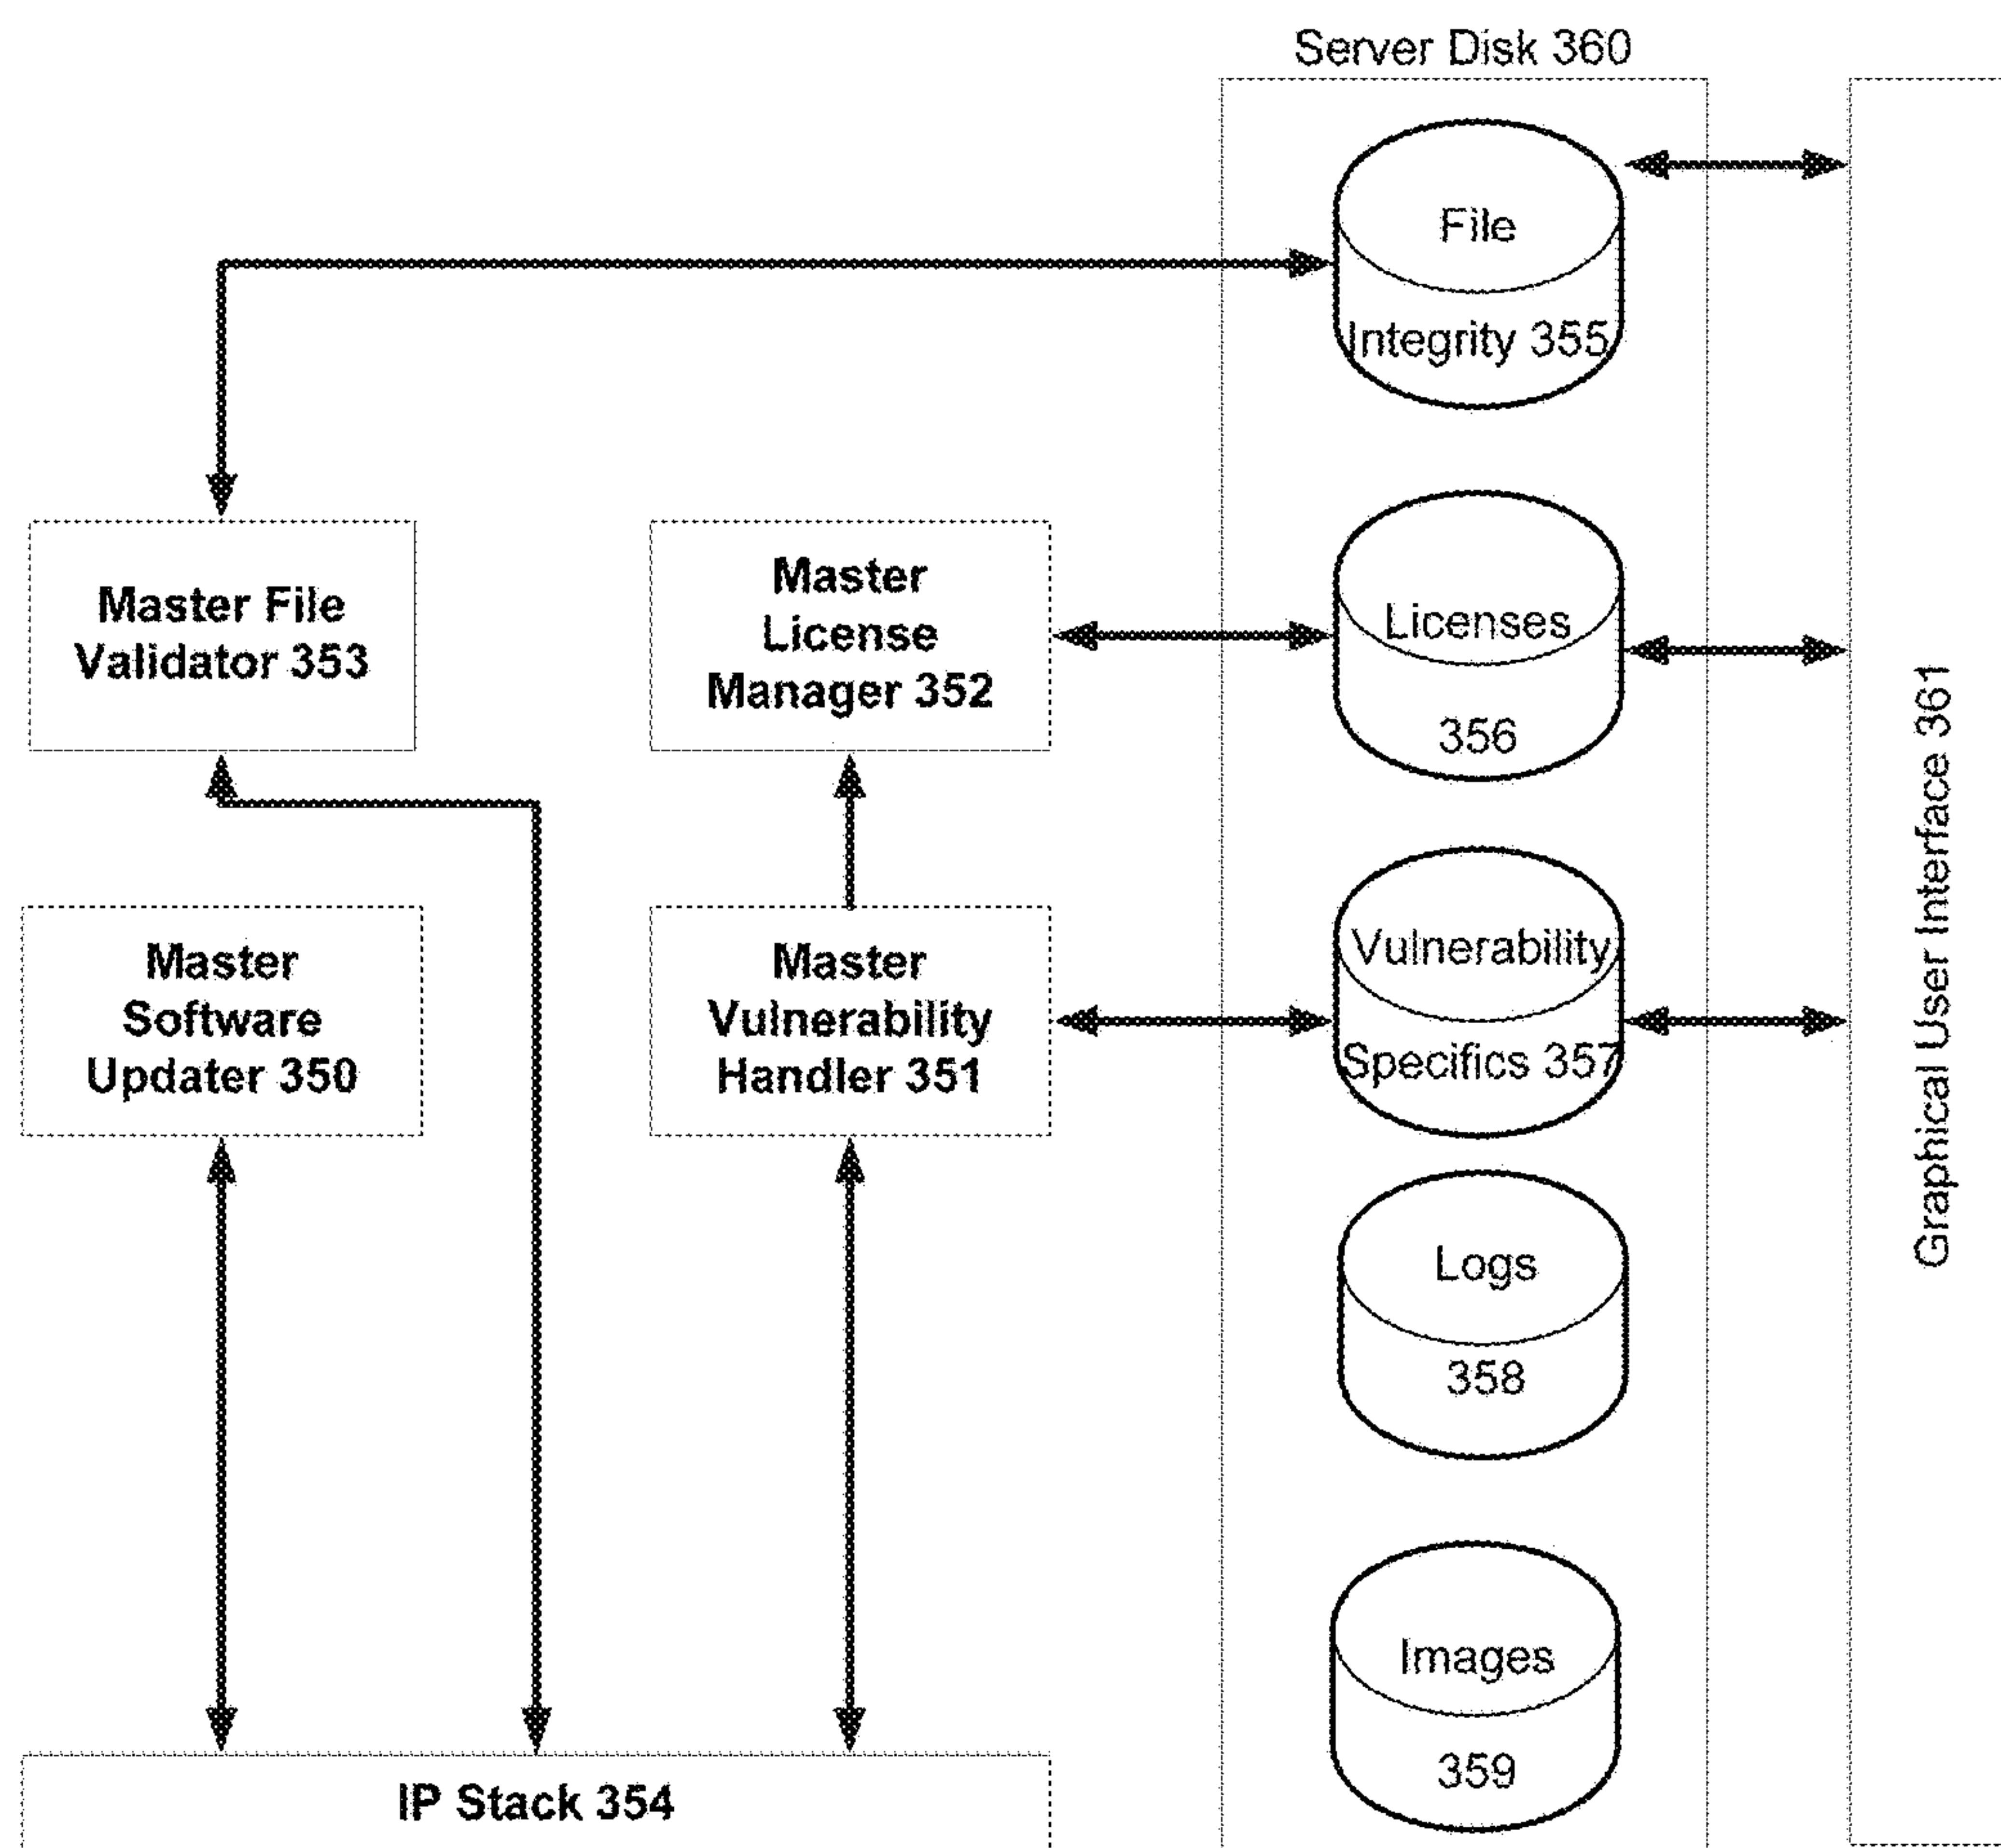 Server Disk 360
File
Integrity 355
Master File
Validator 353
Master
License
Manager 352
Licenses
356
Master
Software
Updater 350
Master
Vulnerability
Handler 351
Vulnerability
Specifics 357
Logs
358
Images
359
IP Stack 354
Graphical User Interface 361